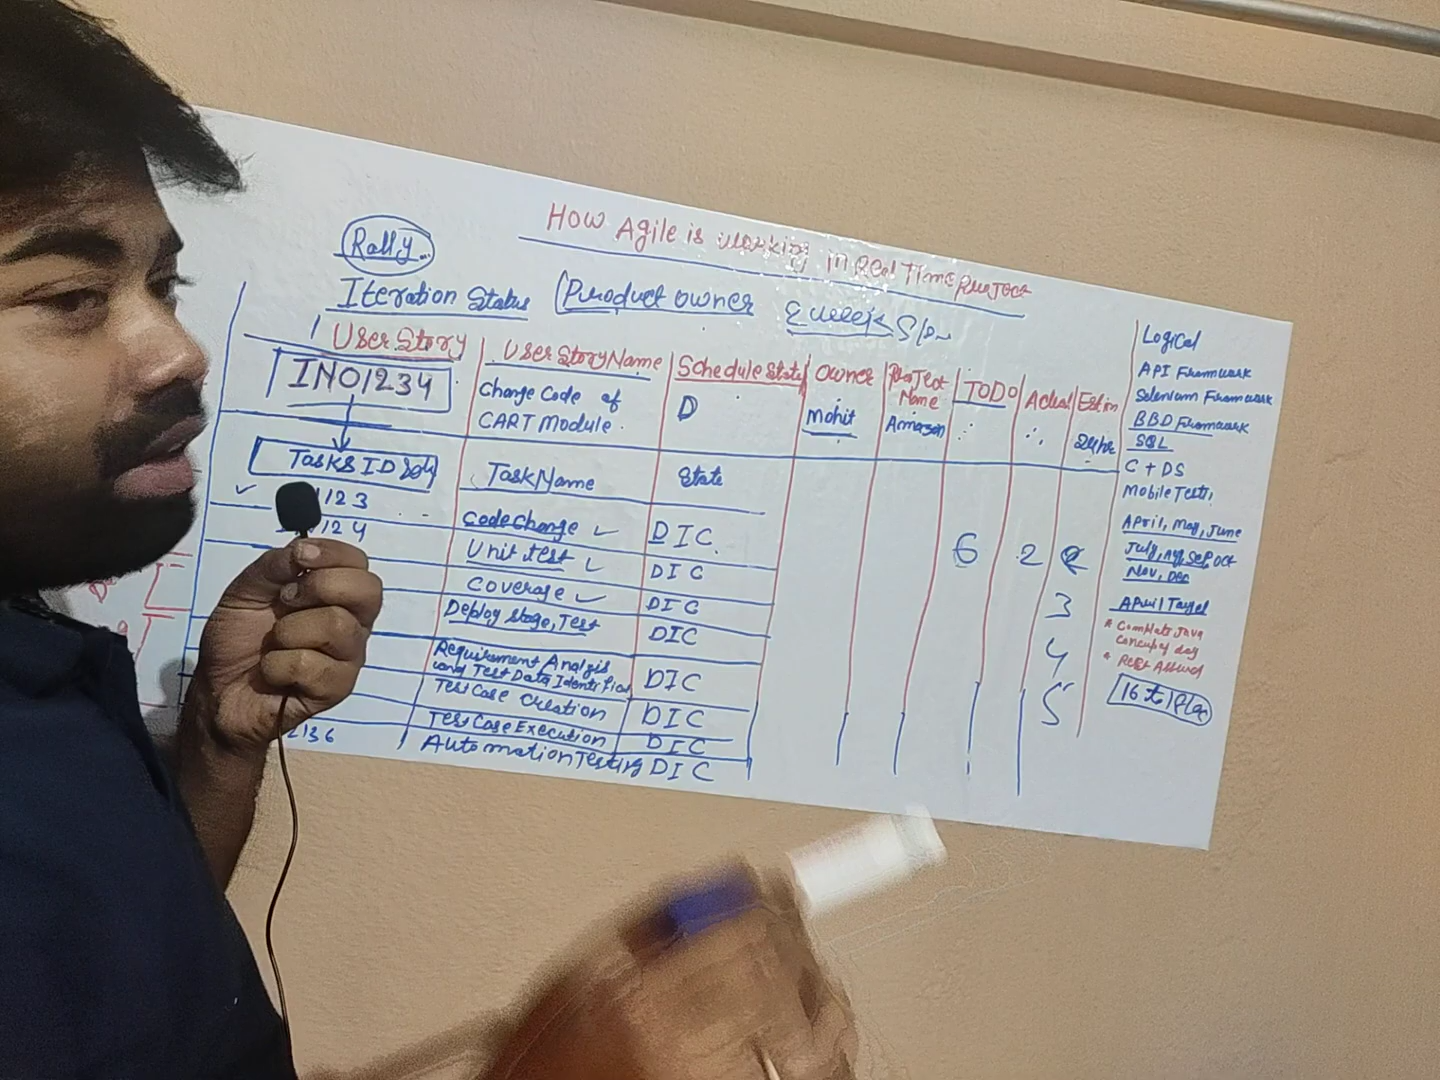 How Agile is working in Real Time ProJect
Rally
Iteration Status
Product owner
User Story
User Story Name
Schedule State
Owner
ProJect Name
TODO
Actual
Estim
IN01234
Change Code of
CART Module.
D
Mohit
Amazon
24hr
Tasks ID
Task Name
State
123
Code Change
DIC
124
Unit test
DIC
6
2
Coverage
DIC
3
Deploy Stage, Test
DIC
4
Requirement Analysis
and Test Data
DIC
5
Test Case Creation
DIC
Test Case Execution
DIC
2136
Automation Testing
DIC
Logical
API Framework
Selenium Framework
BBD Framework
SQL
C + DS
Mobile Testi,
April, May, June
July, Aug, Sep, Oct
Nov, Dec
April Target
* Complete Java
* Rest Assured